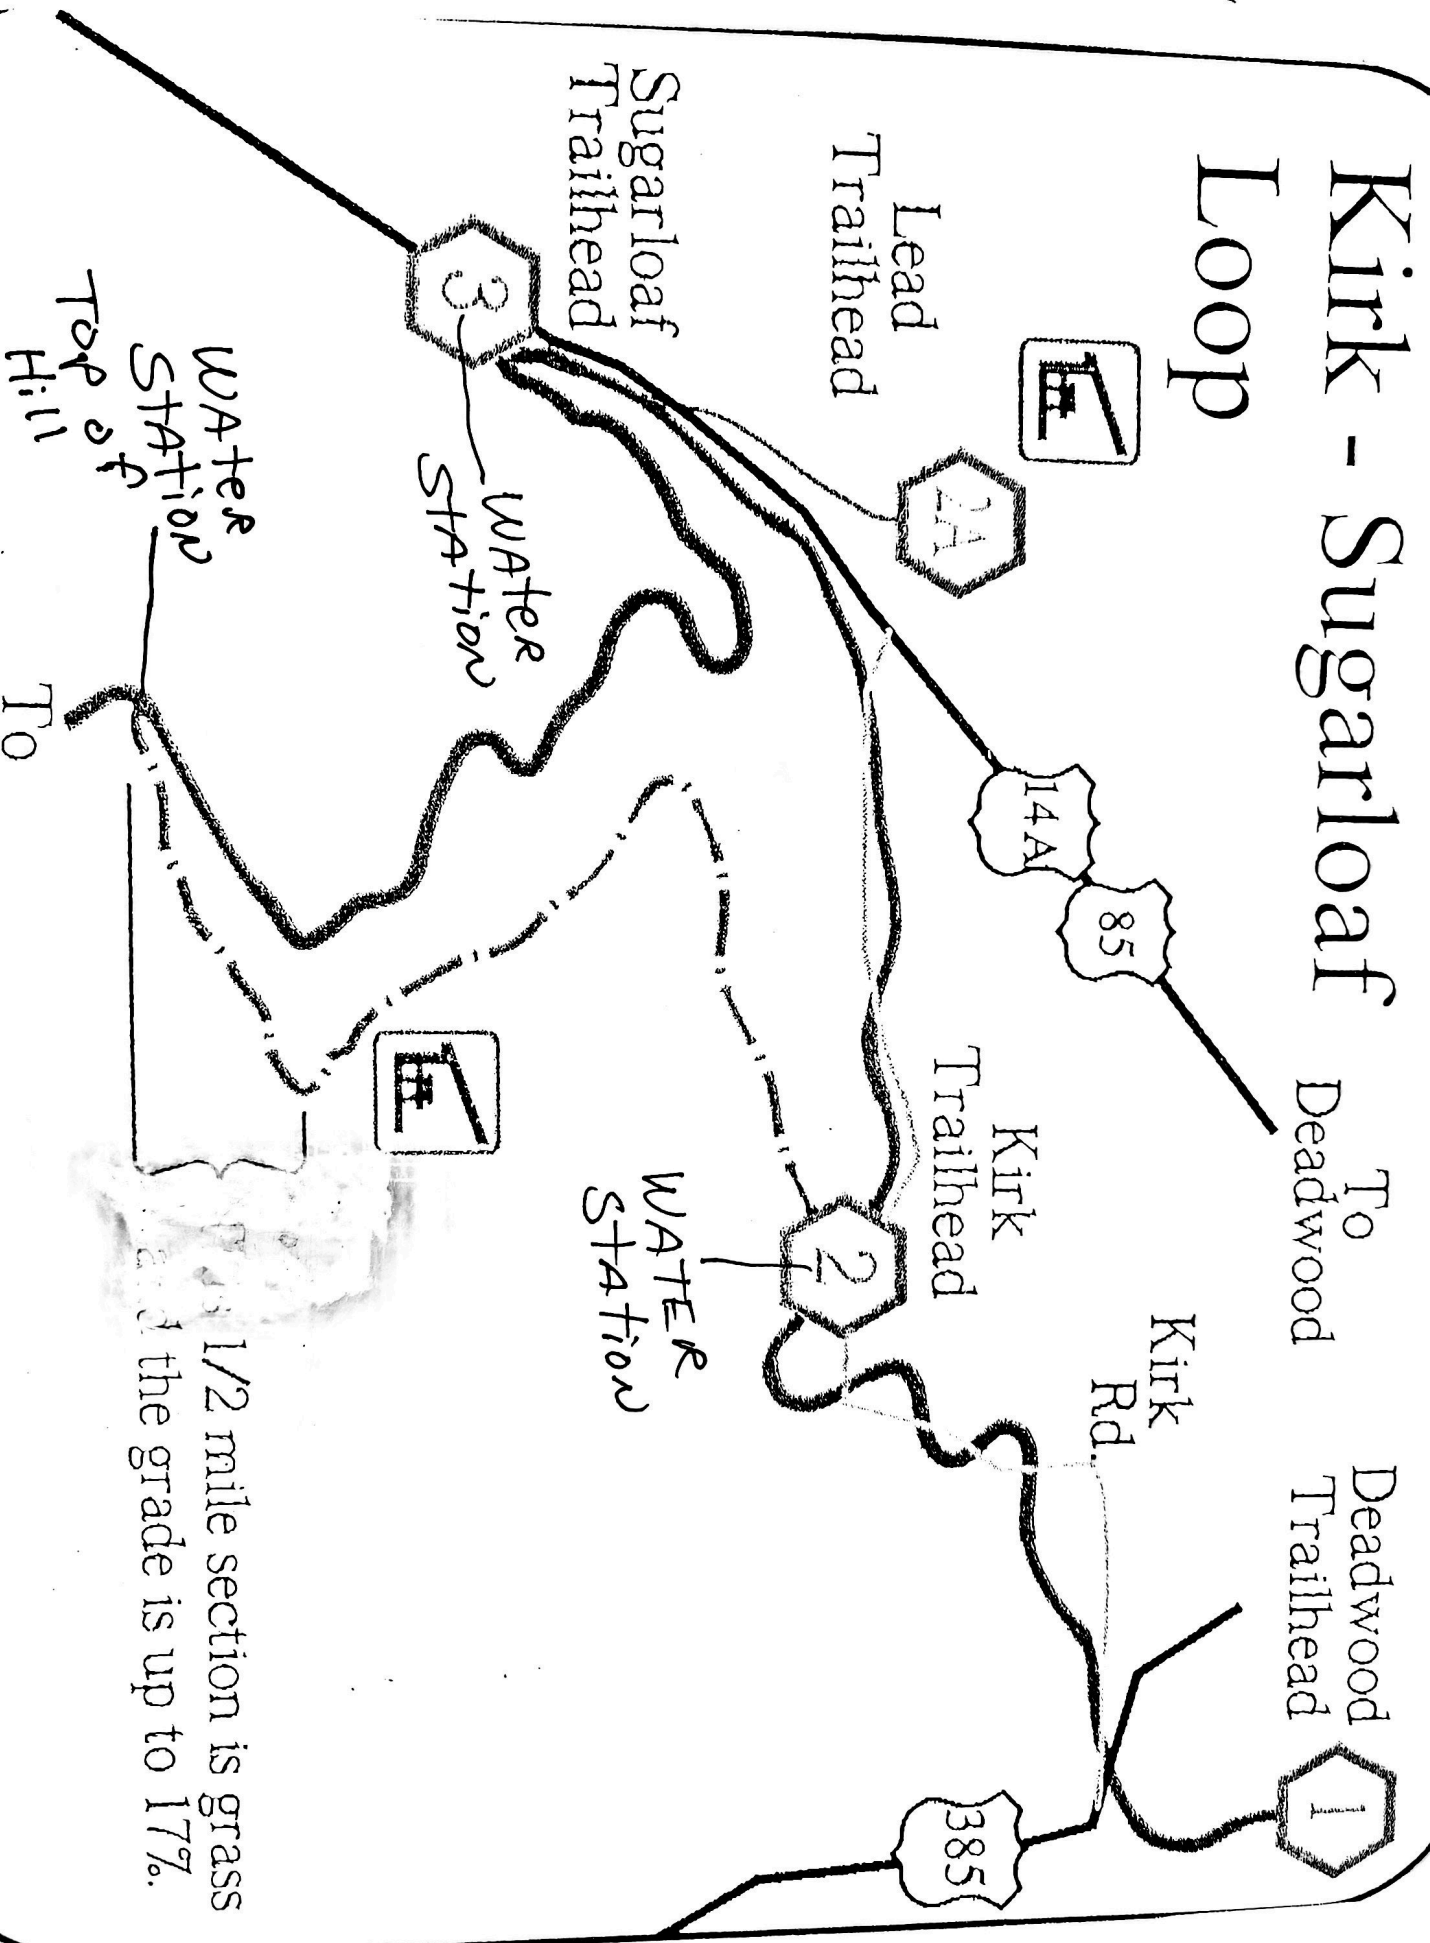 Kirk - Sugarloaf
Loop
To
Deadwood
Deadwood
Trailhead
1
Kirk
Rd.
14A
85
Lead
Trailhead
2A
Kirk
Trailhead
2
385
Sugarloaf
Trailhead
3
WATER
STATION
WATER
STATION
WATER
STATION
Top of
Hill
To
1/2 mile section is grass
and the grade is up to 17%.